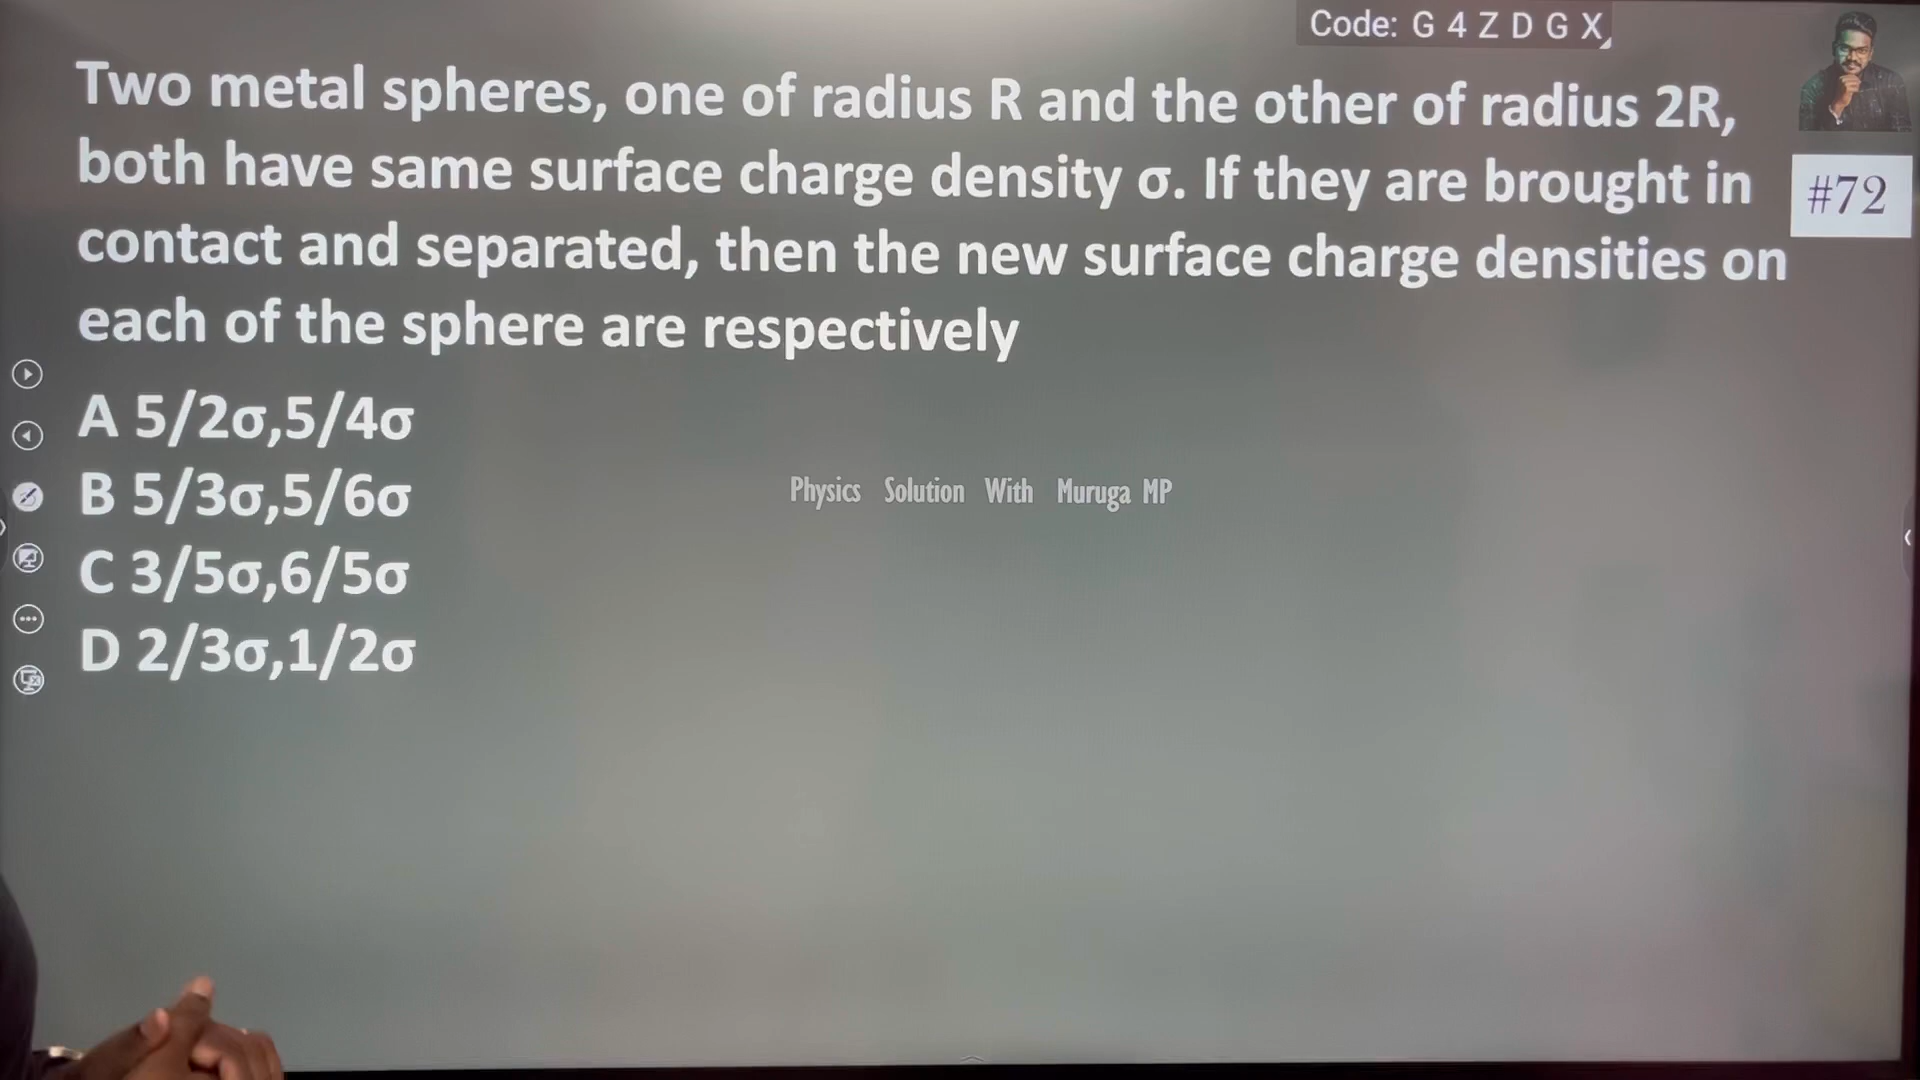 Code: G 4 Z D G X
Two metal spheres, one of radius R and the other of radius 2R,
both have same surface charge density σ. If they are brought in
contact and separated, then the new surface charge densities on
each of the sphere are respectively
#72
A 5/2σ,5/4σ
B 5/3σ,5/6σ
C 3/5σ,6/5σ
D 2/3σ,1/2σ
Physics Solution With Muruga MP